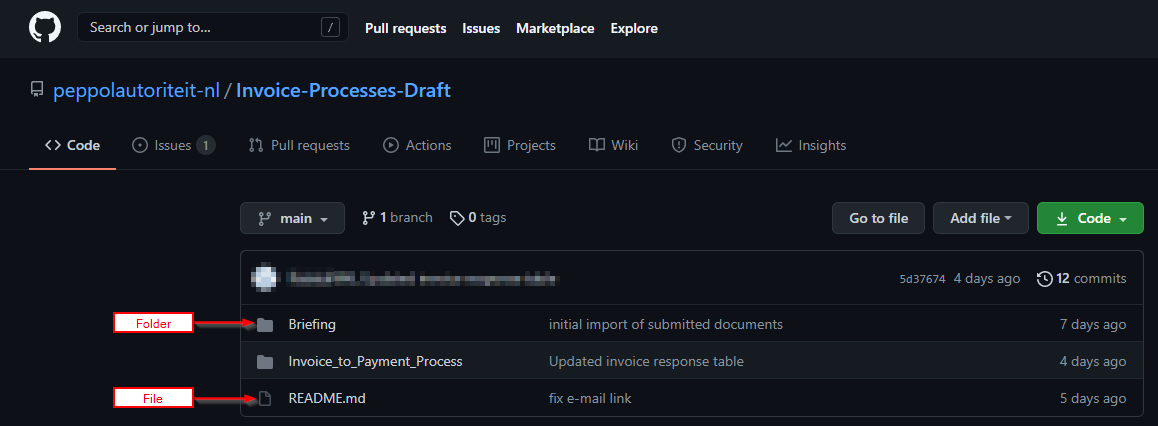 Search or jump to... / Pull requests Issues Marketplace Explore
peppolautoriteit-nl / Invoice-Processes-Draft
Code Issues 1 Pull requests Actions Projects Wiki Security Insights
main 1 branch 0 tags Go to file Add file Code
5d37674 4 days ago 12 commits
Folder Briefing initial import of submitted documents 7 days ago
Invoice_to_Payment_Process Updated invoice response table 4 days ago
File README.md fix e-mail link 5 days ago